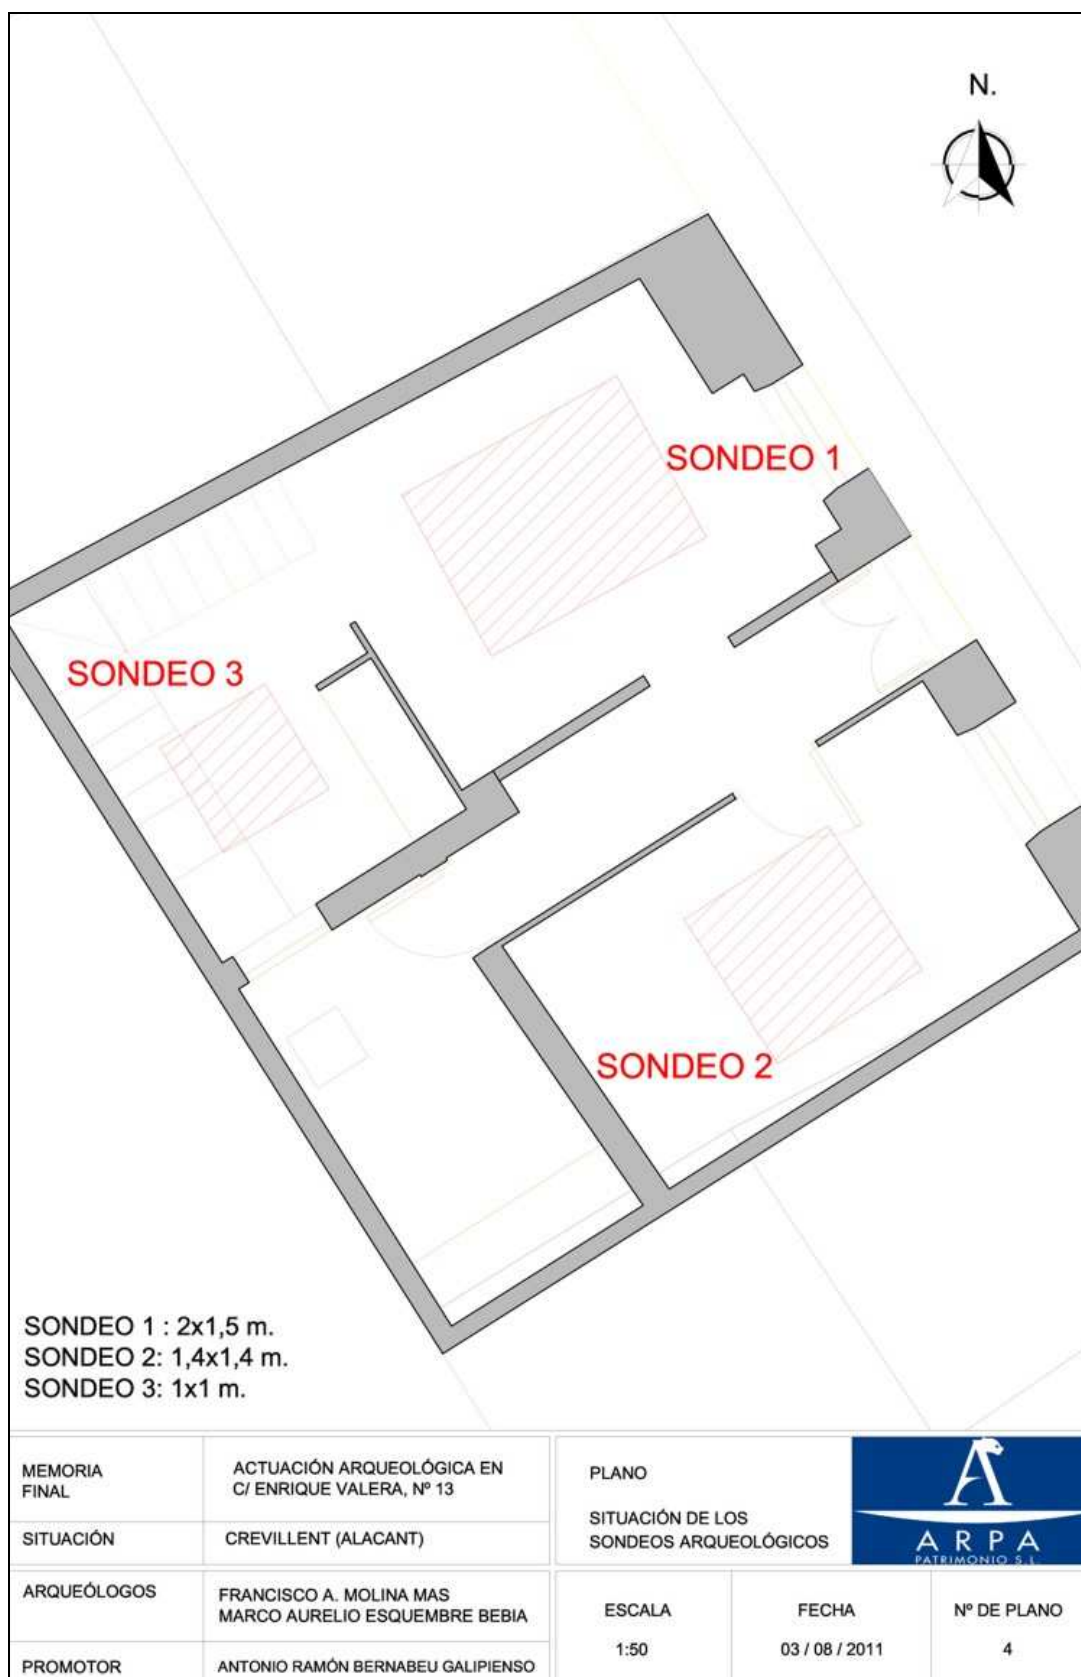 N.
SONDEO 1
SONDEO 3
SONDEO 2
SONDEO 1 : 2x1,5 m.
SONDEO 2: 1,4x1,4 m.
SONDEO 3: 1x1 m.
MEMORIA
FINAL
ACTUACIÓN ARQUEOLÓGICA EN
C/ ENRIQUE VALERA, Nº 13
SITUACIÓN
CREVILLENT (ALACANT)
ARQUEÓLOGOS
FRANCISCO A. MOLINA MAS
MARCO AURELIO ESQUEMBRE BEBIA
PROMOTOR
ANTONIO RAMÓN BERNABEU GALIPIENSO
PLANO
SITUACIÓN DE LOS
SONDEOS ARQUEOLÓGICOS
ARPA
PATRIMONIO S.L.
ESCALA
1:50
FECHA
03 / 08 / 2011
Nº DE PLANO
4